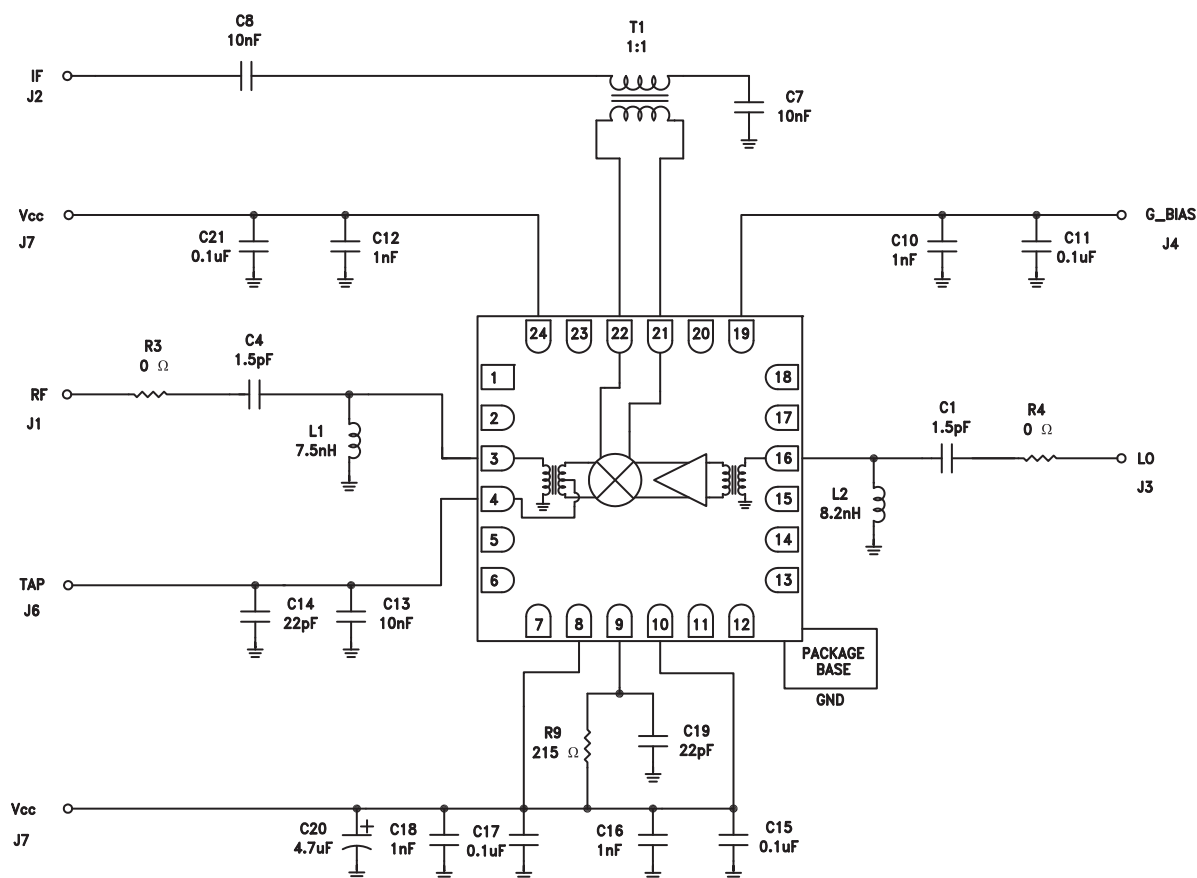 C8
10nF
T1
1:1
IF
J2
C7
10nF
Vcc
J7
C21
0.1uF
C12
1nF
C10
1nF
C11
0.1uF
G_BIAS
J4
24
23
22
21
20
19
R3
0 Ω
C4
1.5pF
RF
J1
L1
7.5nH
1
2
3
4
5
6
18
17
16
15
14
13
C1
1.5pF
R4
0 Ω
LO
J3
L2
8.2nH
TAP
J6
C14
22pF
C13
10nF
7
8
9
10
11
12
PACKAGE
BASE
GND
R9
215 Ω
C19
22pF
Vcc
J7
C20
4.7uF
+
C18
1nF
C17
0.1uF
C16
1nF
C15
0.1uF